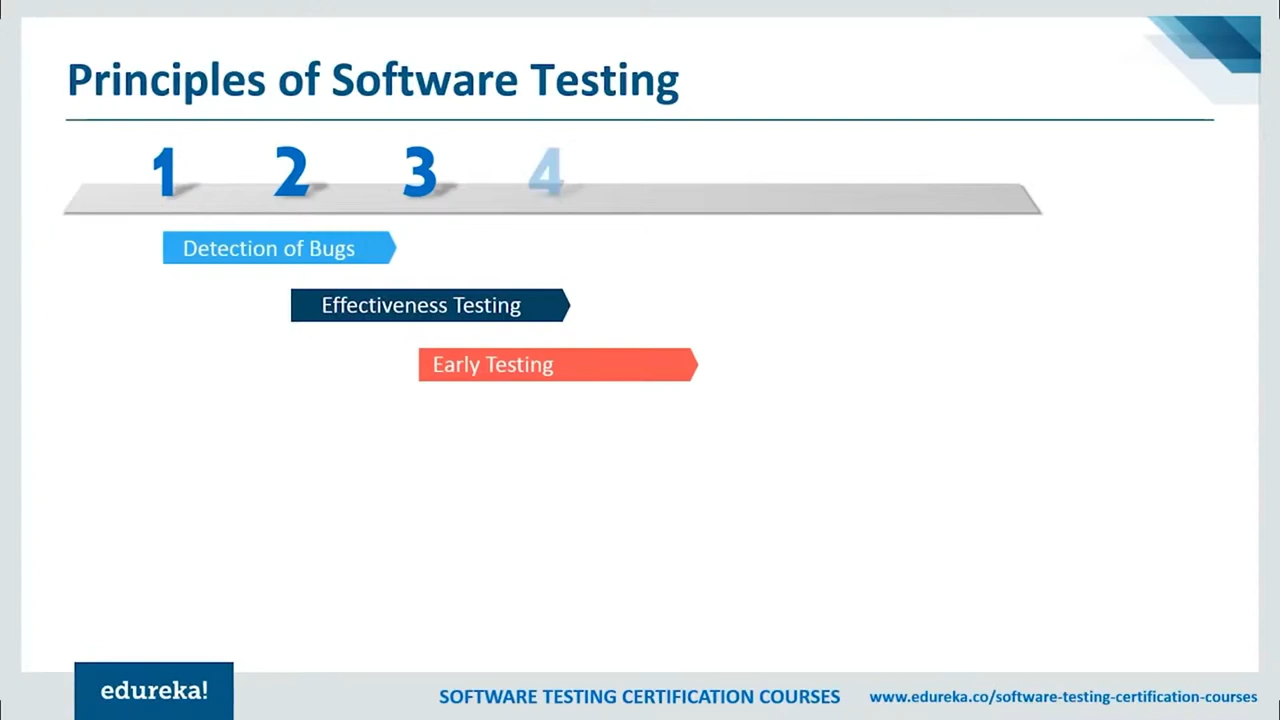 Principles of Software Testing
1 2 3 4
Detection of Bugs
Effectiveness Testing
Early Testing
edureka!
SOFTWARE TESTING CERTIFICATION COURSES
www.edureka.co/software-testing-certification-courses